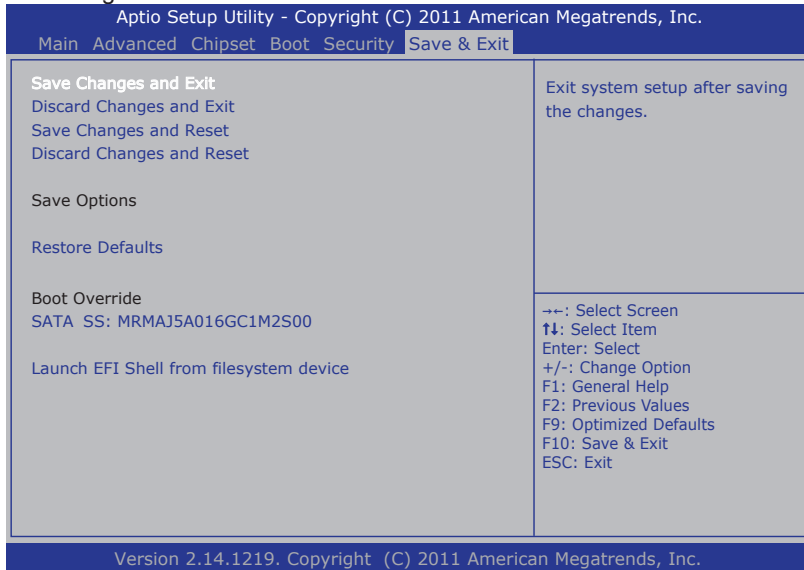 Aptio Setup Utility - Copyright (C) 2011 American Megatrends, Inc.
Main Advanced Chipset Boot Security Save & Exit
Save Changes and Exit
Discard Changes and Exit
Save Changes and Reset
Discard Changes and Reset
Save Options
Restore Defaults
Boot Override
SATA SS: MRMAJ5A016GC1M2S00
Launch EFI Shell from filesystem device
Exit system setup after saving
the changes.
→←: Select Screen
↑↓: Select Item
Enter: Select
+/-: Change Option
F1: General Help
F2: Previous Values
F9: Optimized Defaults
F10: Save & Exit
ESC: Exit
Version 2.14.1219. Copyright (C) 2011 American Megatrends, Inc.